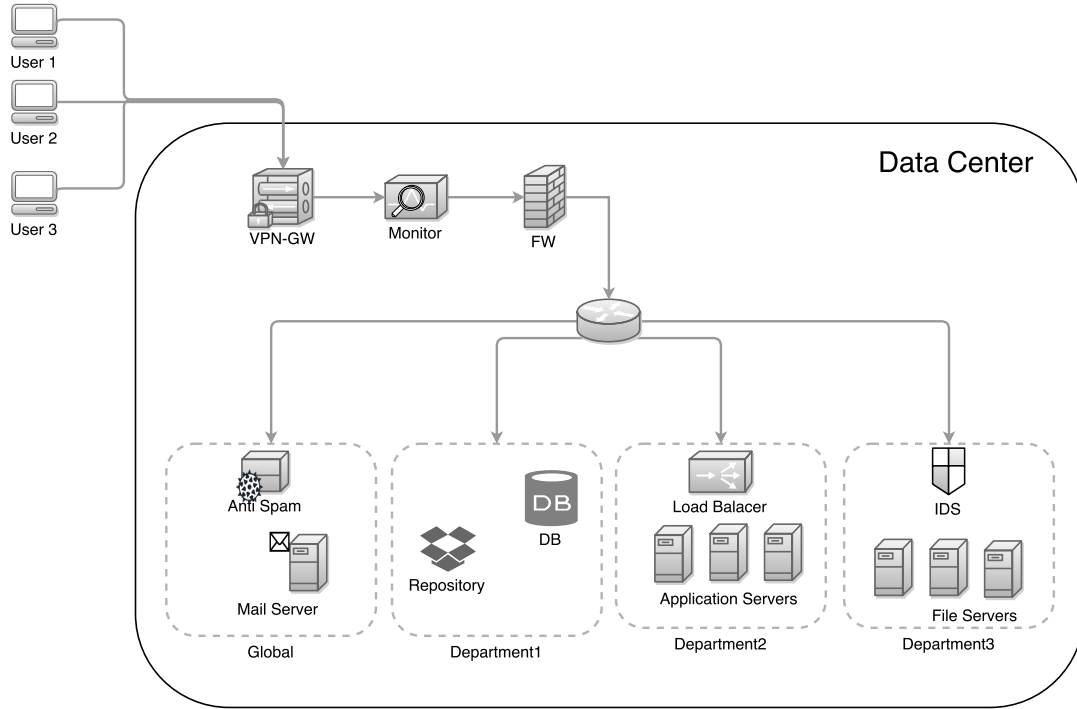 User 1
User 2
User 3
Data Center
VPN-GW
Monitor
FW
Anti Spam
Mail Server
Global
DB
DB
Repository
Department1
Load Balacer
Application Servers
Department2
IDS
File Servers
Department3